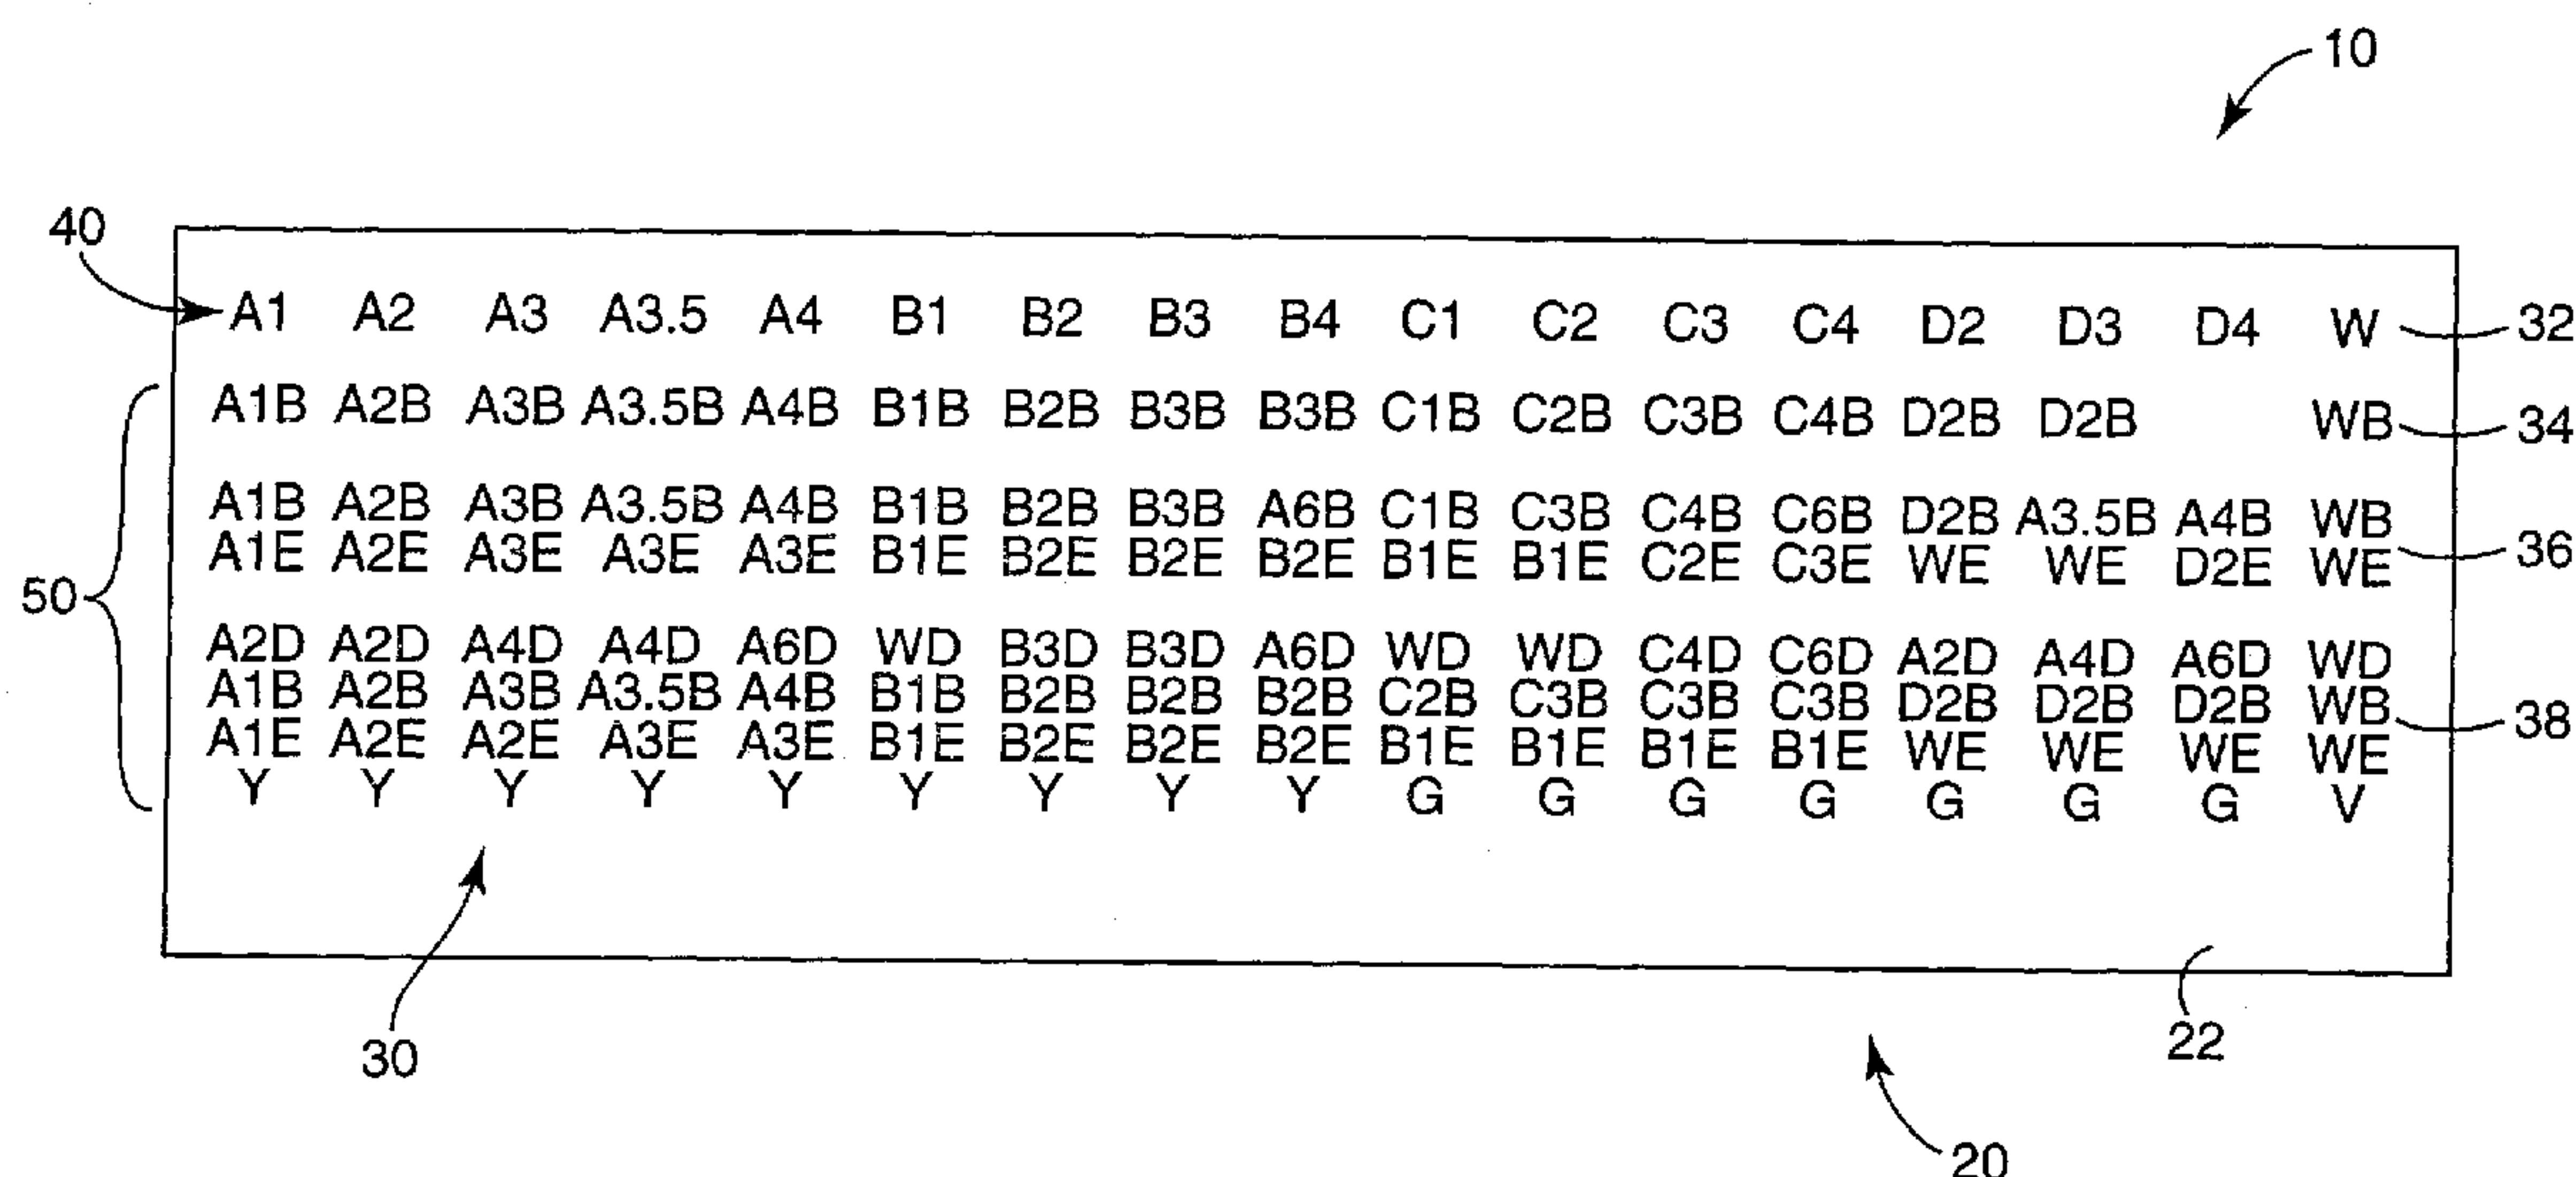 10
40
A1 A2 A3 A3.5 A4 B1 B2 B3 B4 C1 C2 C3 C4 D2 D3 D4 W 32
A1B A2B A3B A3.5B A4B B1B B2B B3B B3B C1B C2B C3B C4B D2B D2B WB 34
A1B A2B A3B A3.5B A4B B1B B2B B3B A6B C1B C3B C4B C6B D2B A3.5B A4B WB
A1E A2E A3E A3E A3E B1E B2E B2E B2E B1E B1E C2E C3E WE WE D2E WE 36
50
A2D A2D A4D A4D A6D WD B3D B3D A6D WD WD C4D C6D A2D A4D A6D WD
A1B A2B A3B A3.5B A4B B1B B2B B2B B2B C2B C3B C3B C3B D2B D2B D2B WB 38
A1E A2E A2E A3E A3E B1E B2E B2E B2E B1E B1E B1E B1E WE WE WE WE
Y Y Y Y Y Y Y Y Y G G G G G G G V
30
22
20